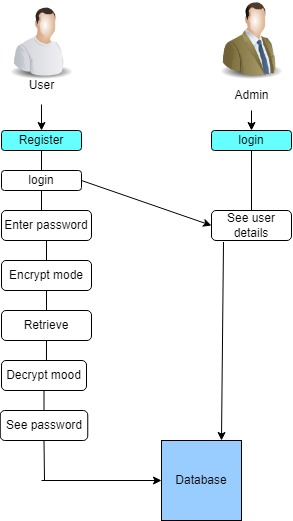 User
Admin
Register
login
login
Enter password
See user
details
Encrypt mode
Retrieve
Decrypt mood
See password
Database